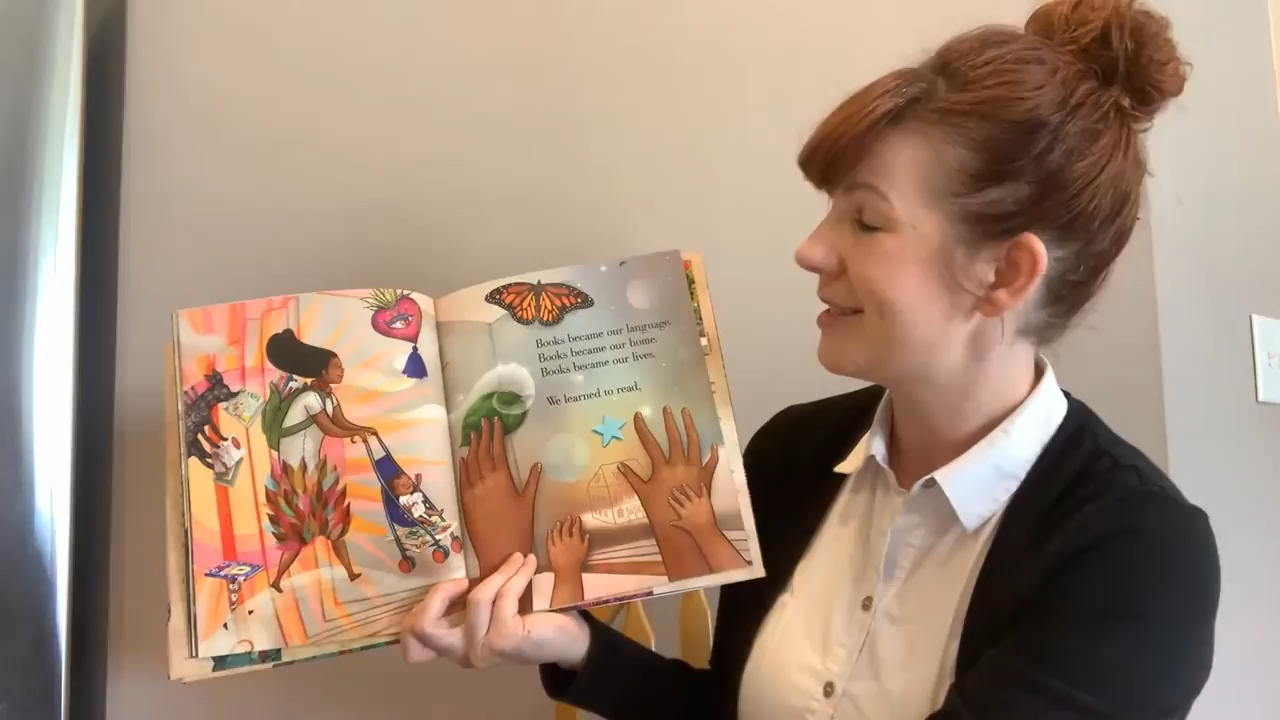 Books became our language.
Books became our home.
Books became our lives.
We learned to read,